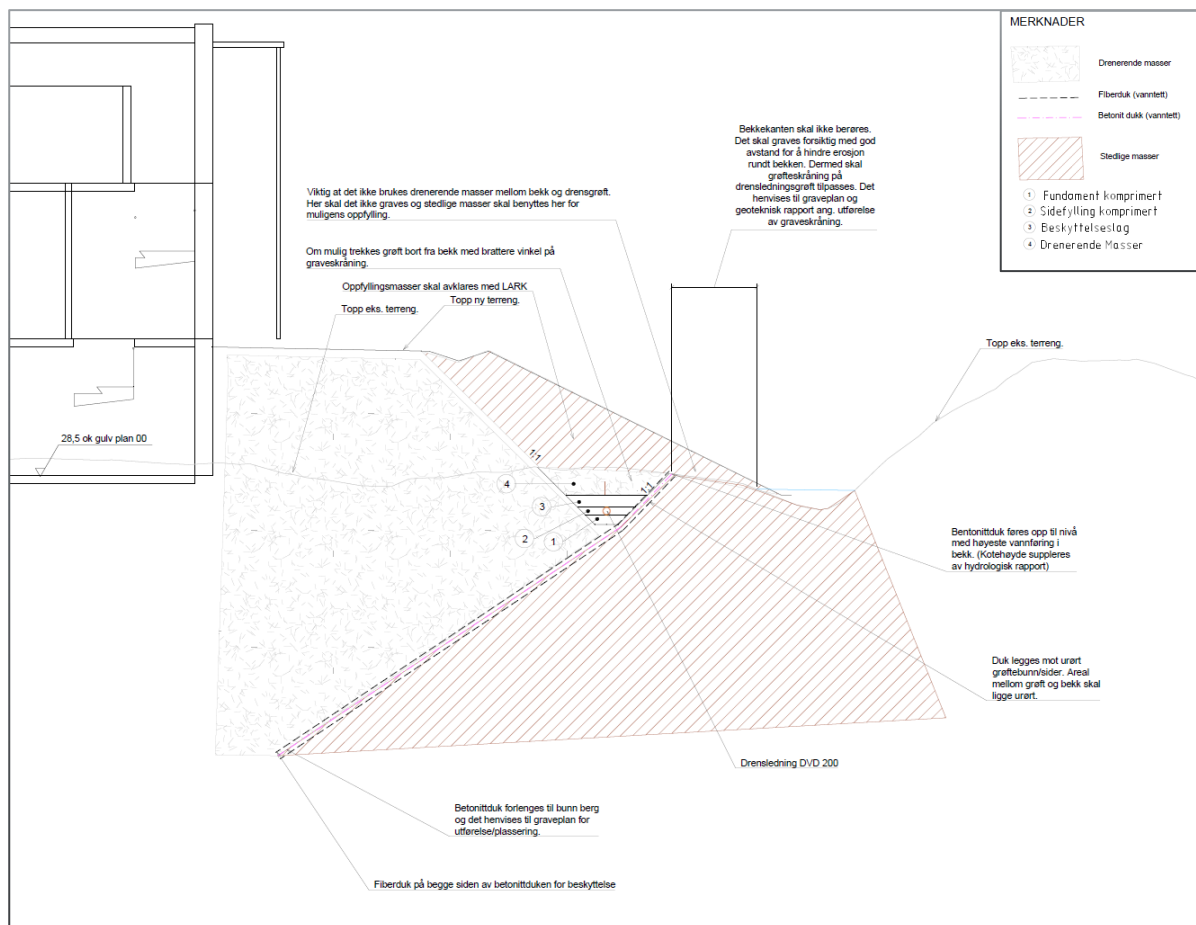 MERKNADER
Drenerende masser
Fiberduk (vanntett)
Betonit dukk (vanntett)
Stedlige masser
1 Fundament komprimert
2 Sidefylling komprimert
3 Beskyttelseslag
4 Drenerende Masser
Bekkekanten skal ikke berøres.
Det skal graves forsiktig med god
avstand for å hindre erosjon
rundt bekken. Dermed skal
grøfteskråning på
drensledningsgrøft tilpasses. Det
henvises til graveplan og
geoteknisk rapport ang. utførelse
av graveskråning.
Viktig at det ikke brukes drenerende masser mellom bekk og drensgrøft.
Her skal det ikke graves og stedlige masser skal benyttes her for
muligens oppfylling.
Om mulig trekkes grøft bort fra bekk med brattere vinkel på
graveskråning.
Oppfyllingsmasser skal avklares med LARK
Topp ny terreng.
Topp eks. terreng.
Topp eks. terreng.
28,5 ok gulv plan 00
1:1
1:1
4
3
2
1
Bentonittduk føres opp til nivå
med høyeste vannføring i
bekk. (Kotehøyde suppleres
av hydrologisk rapport)
Duk legges mot urørt
grøftebunn/sider. Areal
mellom grøft og bekk skal
ligge urørt.
Drensledning DVD 200
Betonittduk forlenges til bunn berg
og det henvises til graveplan for
utførelse/plassering.
Fiberduk på begge siden av betonittduken for beskyttelse